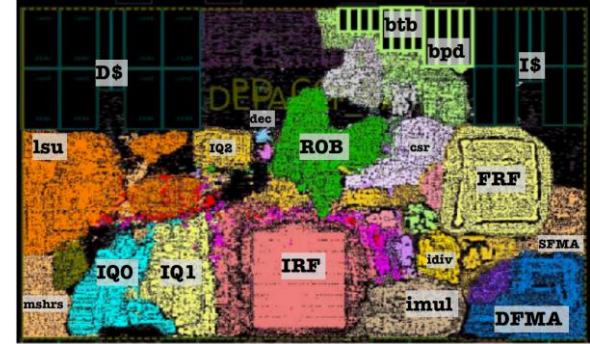 btb
bpd
D$
I$
dec
lsu
IQ2
ROB
csr
FRF
SFMA
IQ0
IQ1
IRF
idiv
mshrs
imul
DFMA